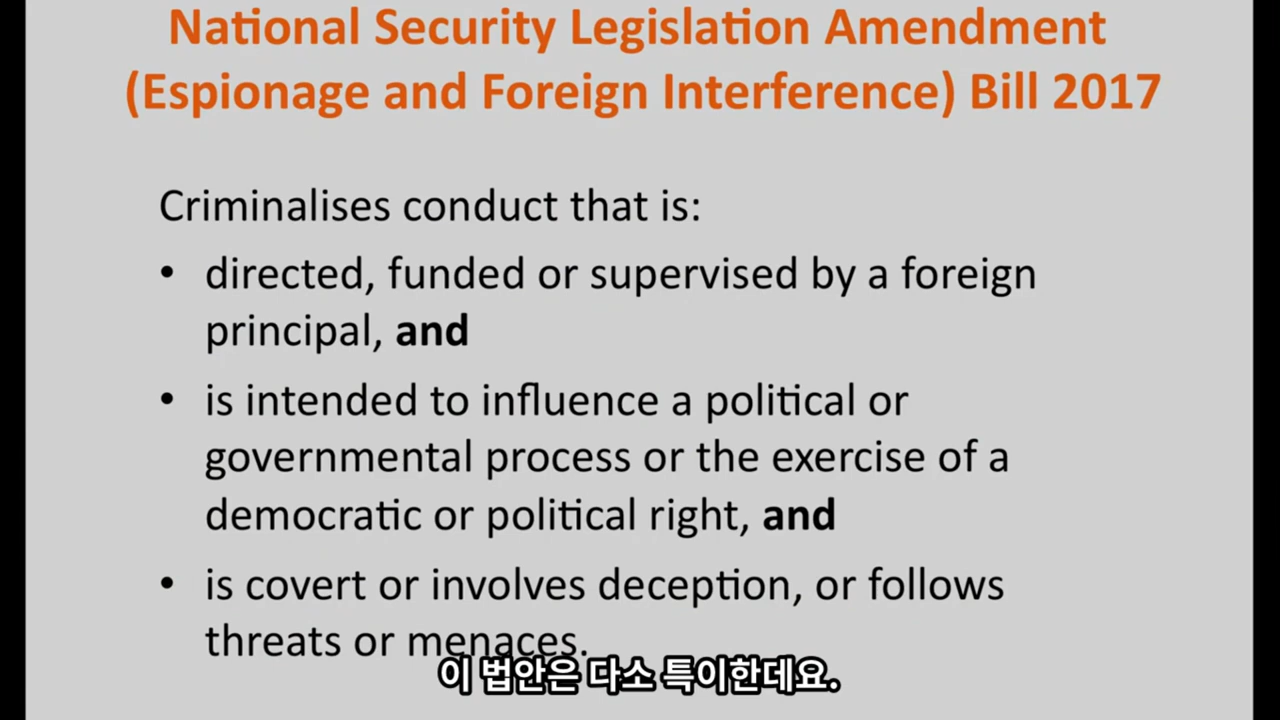 National Security Legislation Amendment
(Espionage and Foreign Interference) Bill 2017
Criminalises conduct that is:
• directed, funded or supervised by a foreign
principal, and
• is intended to influence a political or
governmental process or the exercise of a
democratic or political right, and
• is covert or involves deception, or follows
threats or menaces.
이 법안은 다소 특이한데요.